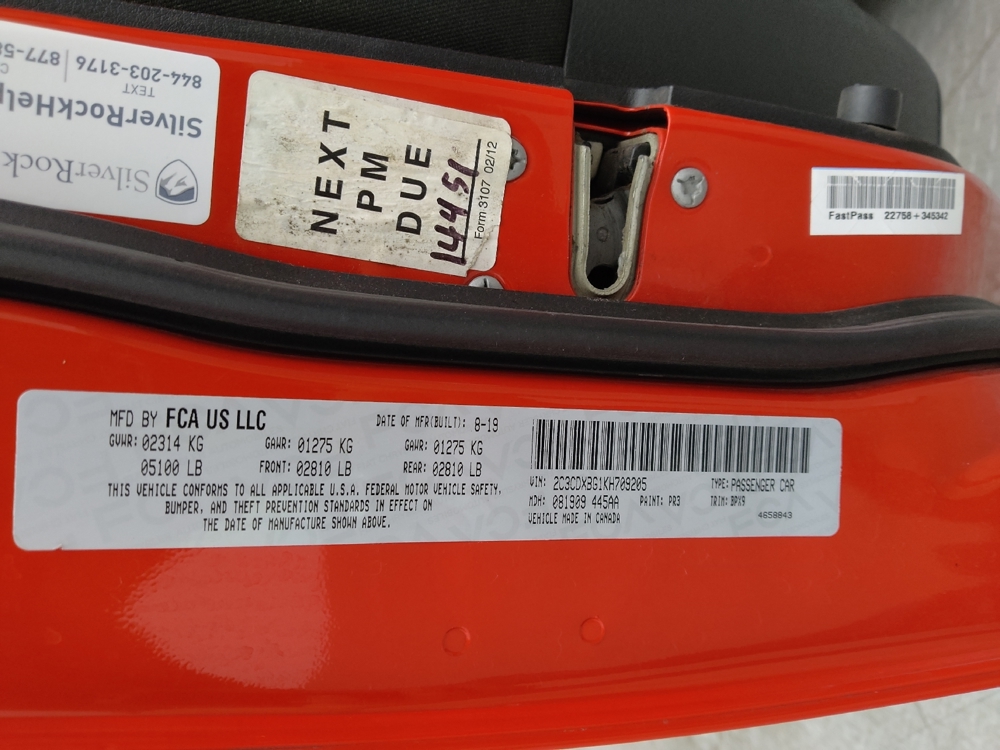 SilverRock
SilverRockHelp
TEXT
844-203-3176 | 877-58
NEXT
PM
DUE
14451
Form 3107 02/12
FastPass 22758+345342
MFD BY FCA US LLC
DATE OF MFR(BUILT): 8-19
GVWR: 02314 KG GAWR: 01275 KG GAWR: 01275 KG
05100 LB FRONT: 02810 LB REAR: 02810 LB
THIS VEHICLE CONFORMS TO ALL APPLICABLE U.S.A. FEDERAL MOTOR VEHICLE SAFETY,
BUMPER, AND THEFT PREVENTION STANDARDS IN EFFECT ON
THE DATE OF MANUFACTURE SHOWN ABOVE.
VIN: 2C3CDXBG1KH709205 TYPE: PASSENGER CAR
MDH: 081909 445AA PAINT: PR3 TRIM: BPX9
VEHICLE MADE IN CANADA 4658843